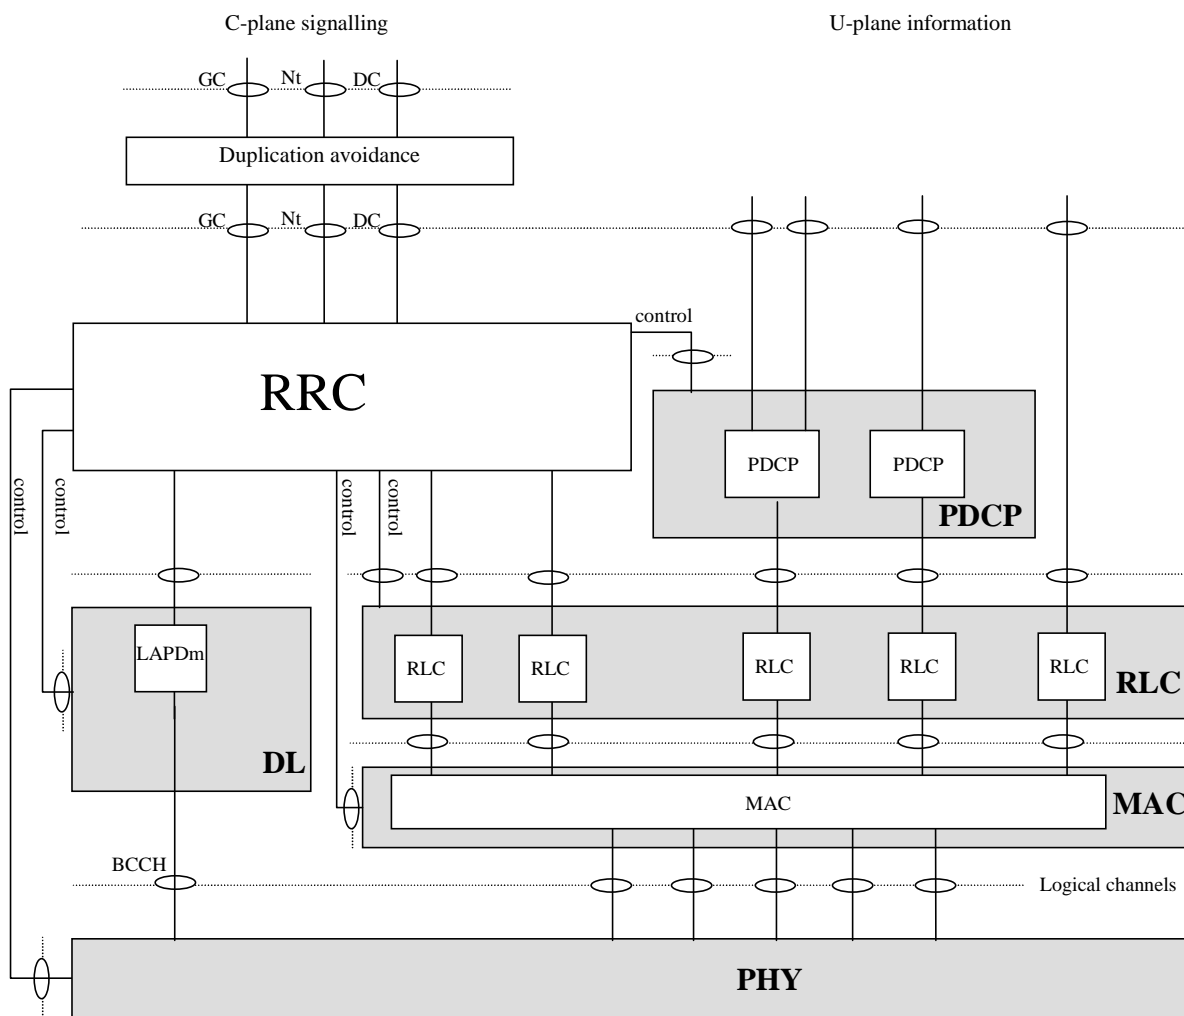 C-plane signalling
U-plane information
GC Nt DC
Duplication avoidance
GC Nt DC
control
RRC
PDCP PDCP
PDCP
control
control
control
control
LAPDm
DL
RLC RLC RLC RLC RLC
RLC
MAC
MAC
BCCH
Logical channels
PHY